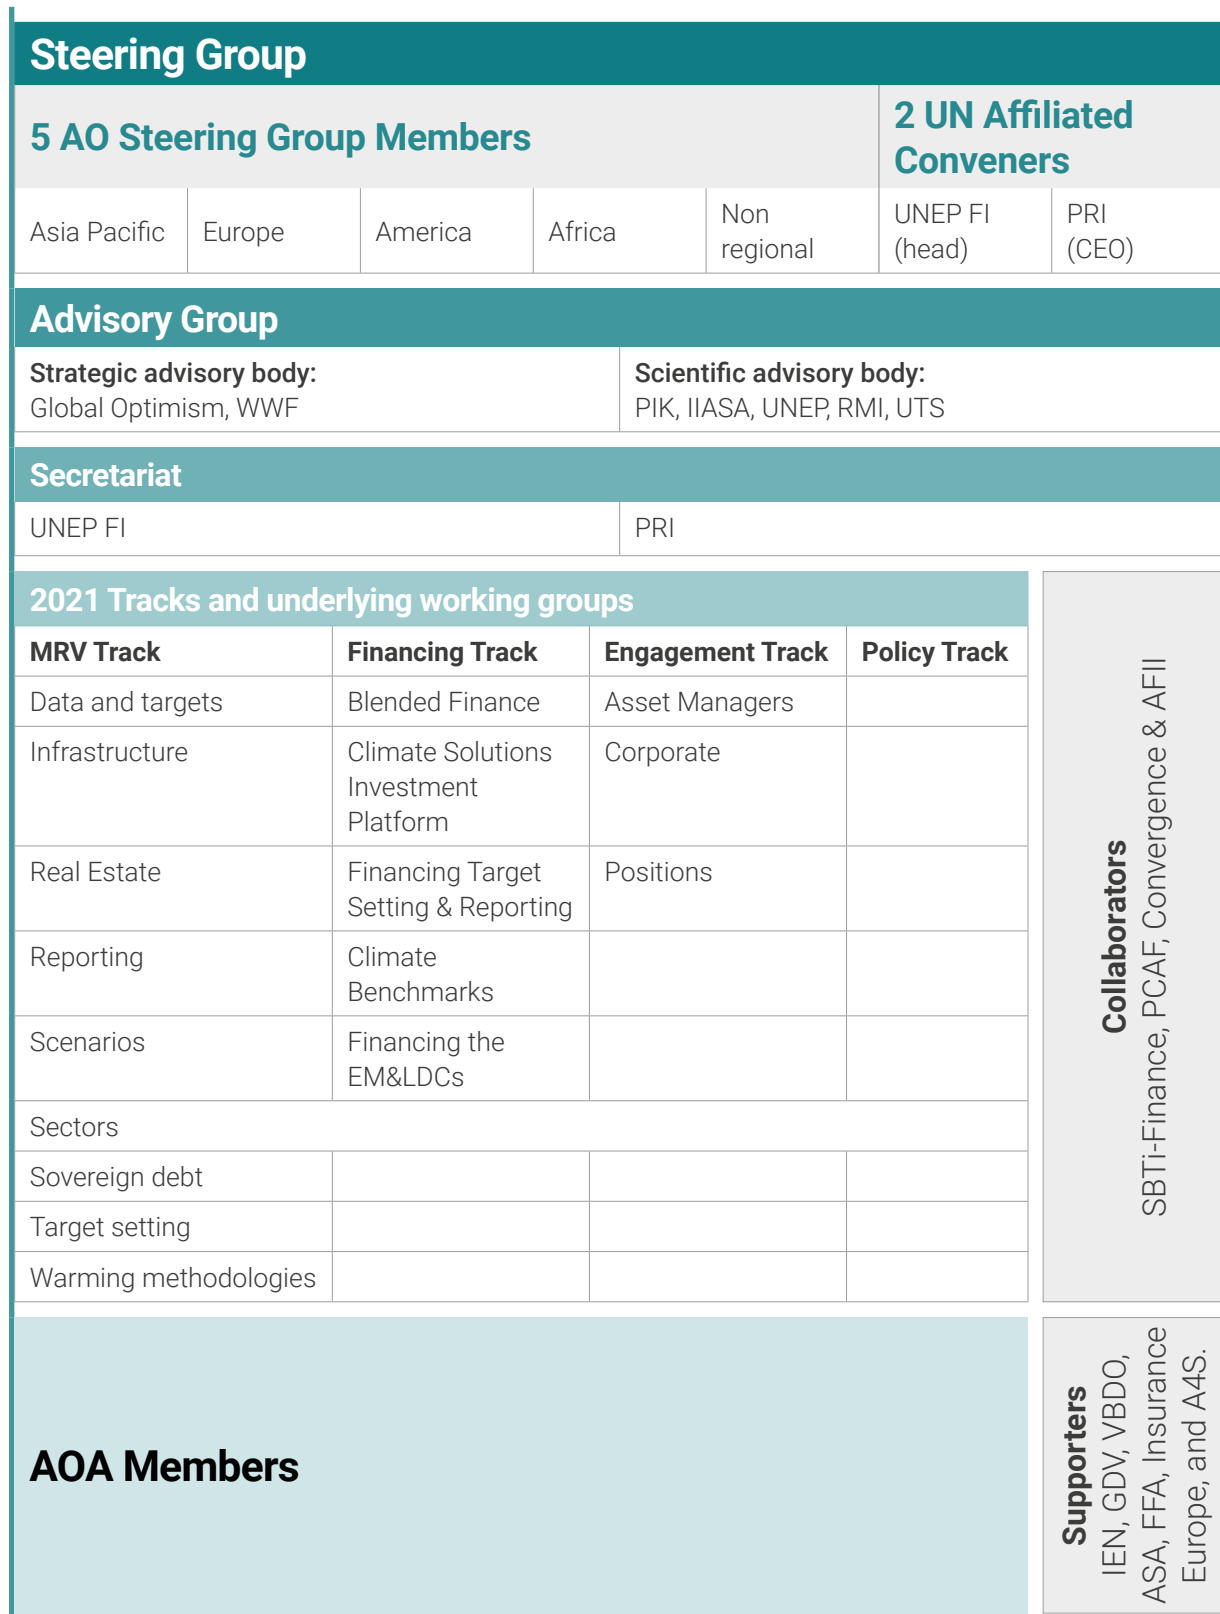 Steering Group
5 AO Steering Group Members
2 UN Affiliated
Conveners
Asia Pacific
Europe
America
Africa
Non
regional
UNEP FI
(head)
PRI
(CEO)
Advisory Group
Strategic advisory body:
Global Optimism, WWF
Scientific advisory body:
PIK, IIASA, UNEP, RMI, UTS
Secretariat
UNEP FI
PRI
2021 Tracks and underlying working groups
MRV Track
Financing Track
Engagement Track
Policy Track
Data and targets
Blended Finance
Asset Managers
Infrastructure
Climate Solutions
Investment
Platform
Corporate
Real Estate
Financing Target
Setting & Reporting
Positions
Reporting
Climate
Benchmarks
Scenarios
Financing the
EM&LDCs
Sectors
Sovereign debt
Target setting
Warming methodologies
Collaborators
SBTi-Finance, PCAF, Convergence & AFII
AOA Members
Supporters
IEN, GDV, VBDO,
ASA, FFA, Insurance
Europe, and A4S.